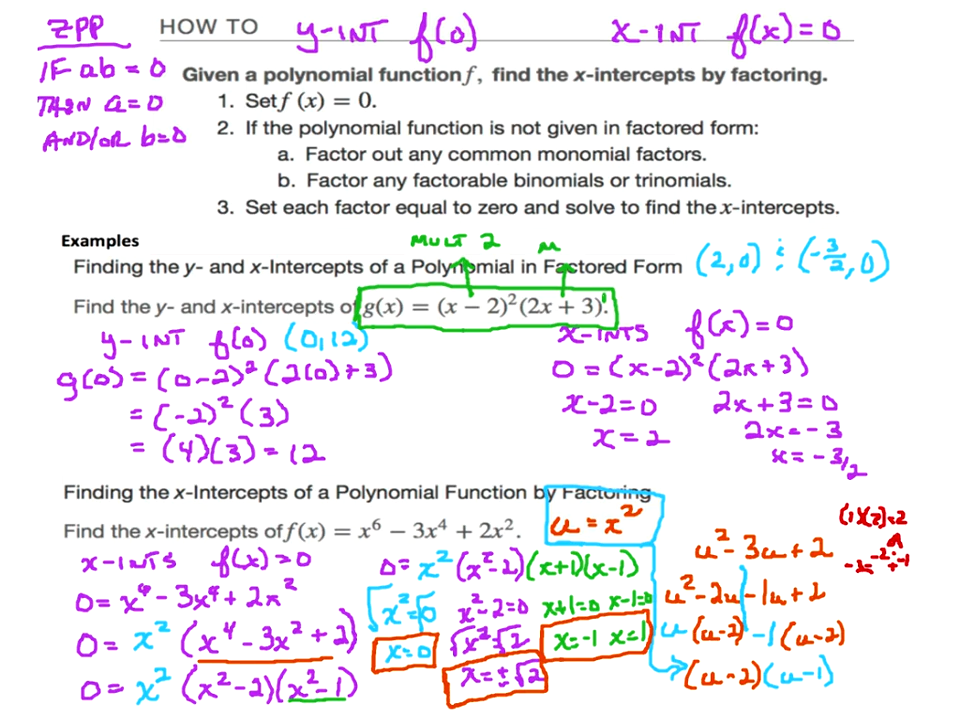 ZPP
IF ab = 0
THEN a = 0
AND/OR b = 0
HOW TO
y-INT f(0)
x-INT f(x) = 0
Given a polynomial function f, find the x-intercepts by factoring.
1. Set f (x) = 0.
2. If the polynomial function is not given in factored form:
a. Factor out any common monomial factors.
b. Factor any factorable binomials or trinomials.
3. Set each factor equal to zero and solve to find the x-intercepts.
Examples
MULT 2
M
Finding the y- and x-Intercepts of a Polynomial in Factored Form
(2,0) ; (-3/2, 0)
Find the y- and x-intercepts of g(x) = (x − 2)²(2x + 3)¹.
y-INT f(0) (0,12)
g(0) = (0-2)² (2(0)+3)
= (-2)² (3)
= (4)(3) = 12
x-INTS f(x) = 0
0 = (x-2)² (2x+3)
x-2=0 2x+3=0
x = 2 2x = -3
x = -3/2
Finding the x-Intercepts of a Polynomial Function by Factoring
Find the x-intercepts of f(x) = x⁶ − 3x⁴ + 2x².
u = x²
x-INTS f(x) = 0
0 = x⁶ - 3x⁴ + 2x²
0 = x² (x⁴ - 3x² + 2)
0 = x² (x²-2)(x²-1)
0 = x² (x²-2)(x+1)(x-1)
√x² = √0 x²-2=0 x+1=0 x-1=0
x=0 √x² = √2 x=-1 x=1
x = ±√2
(1)(2)=2
-2 -1
u² - 3u + 2
u² - 2u - 1u + 2
u(u-2) -1(u-2)
(u-2)(u-1)